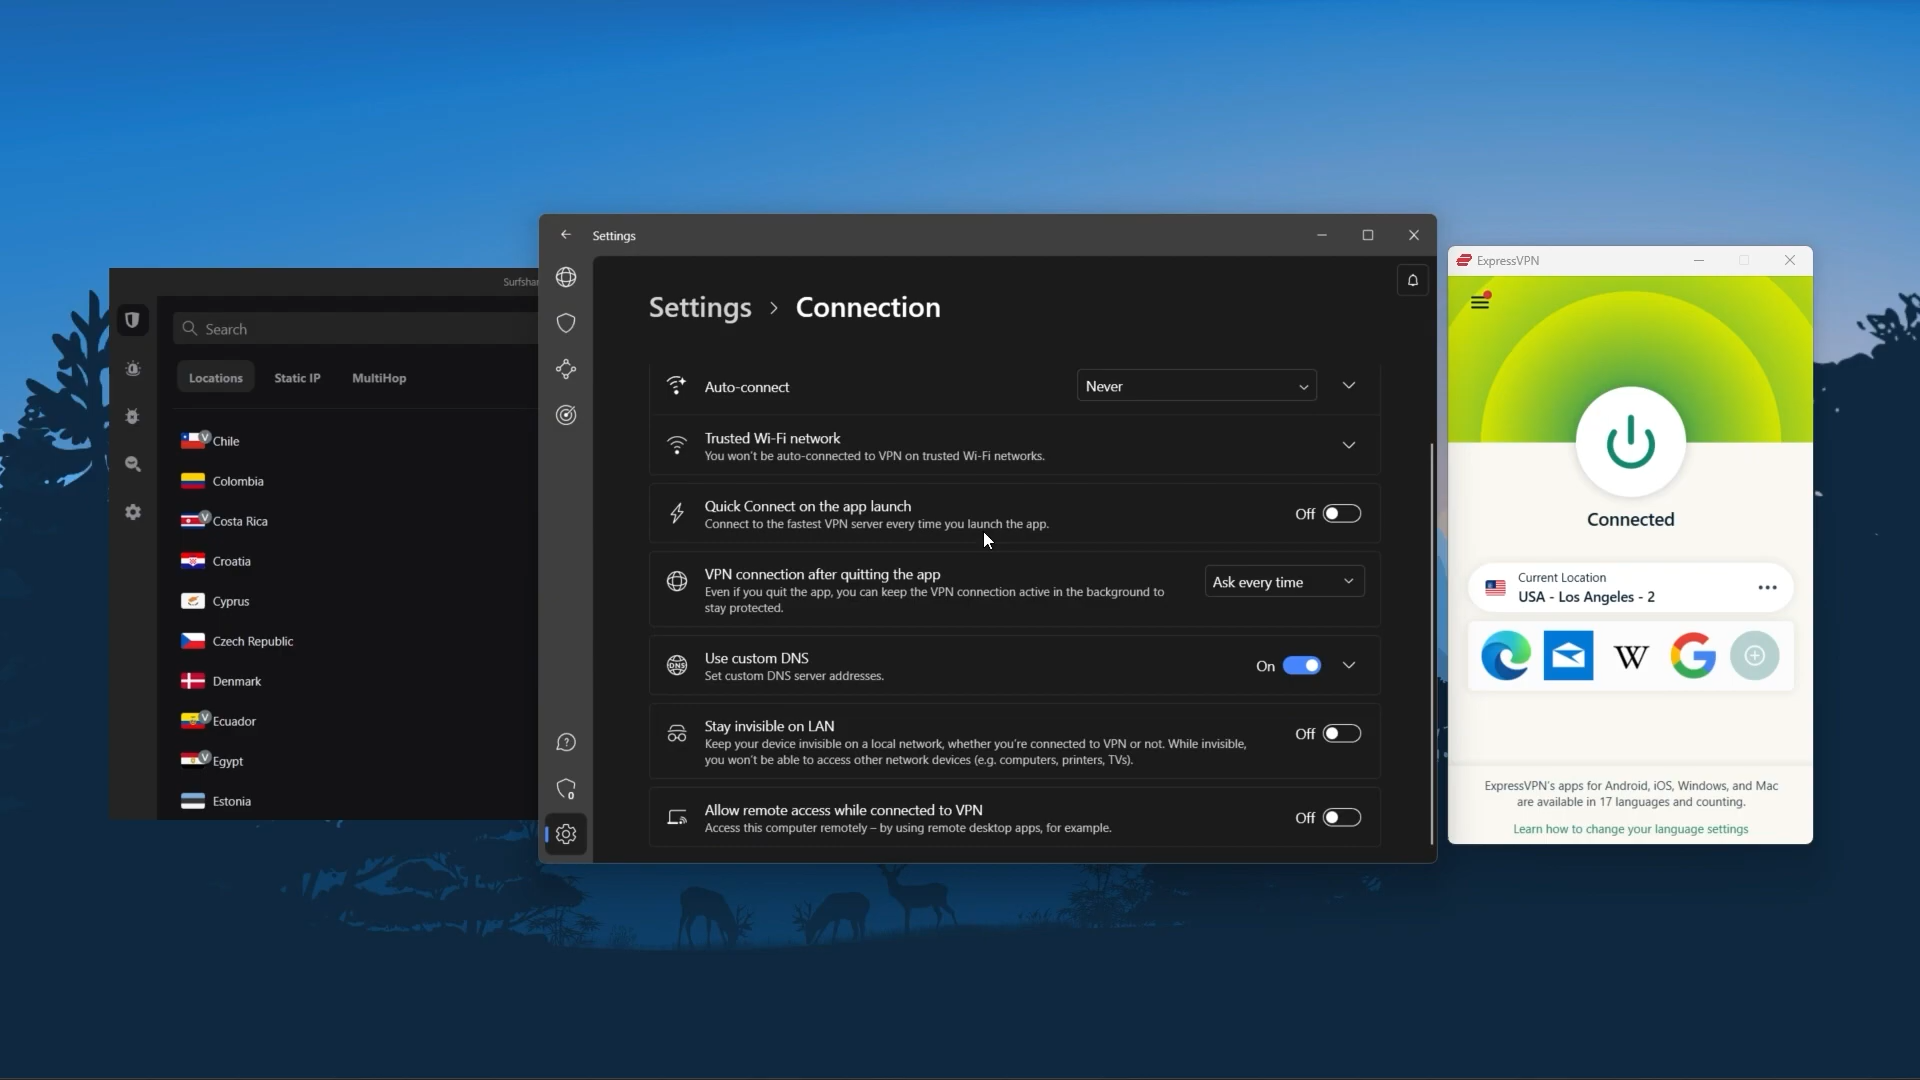 Surfshar
Search
Locations
Static IP
MultiHop
Chile
Colombia
Costa Rica
Croatia
Cyprus
Czech Republic
Denmark
Ecuador
Egypt
Estonia
Settings
Settings > Connection
Auto-connect
Never
Trusted Wi-Fi network
You won't be auto-connected to VPN on trusted Wi-Fi networks.
Quick Connect on the app launch
Connect to the fastest VPN server every time you launch the app.
Off
VPN connection after quitting the app
Even if you quit the app, you can keep the VPN connection active in the background to
stay protected.
Ask every time
DNS
Use custom DNS
Set custom DNS server addresses.
On
Stay invisible on LAN
Keep your device invisible on a local network, whether you're connected to VPN or not. While invisible,
you won't be able to access other network devices (e.g. computers, printers, TVs).
Off
Allow remote access while connected to VPN
Access this computer remotely – by using remote desktop apps, for example.
Off
ExpressVPN
Connected
Current Location
USA - Los Angeles - 2
W
G
ExpressVPN's apps for Android, iOS, Windows, and Mac
are available in 17 languages and counting.
Learn how to change your language settings